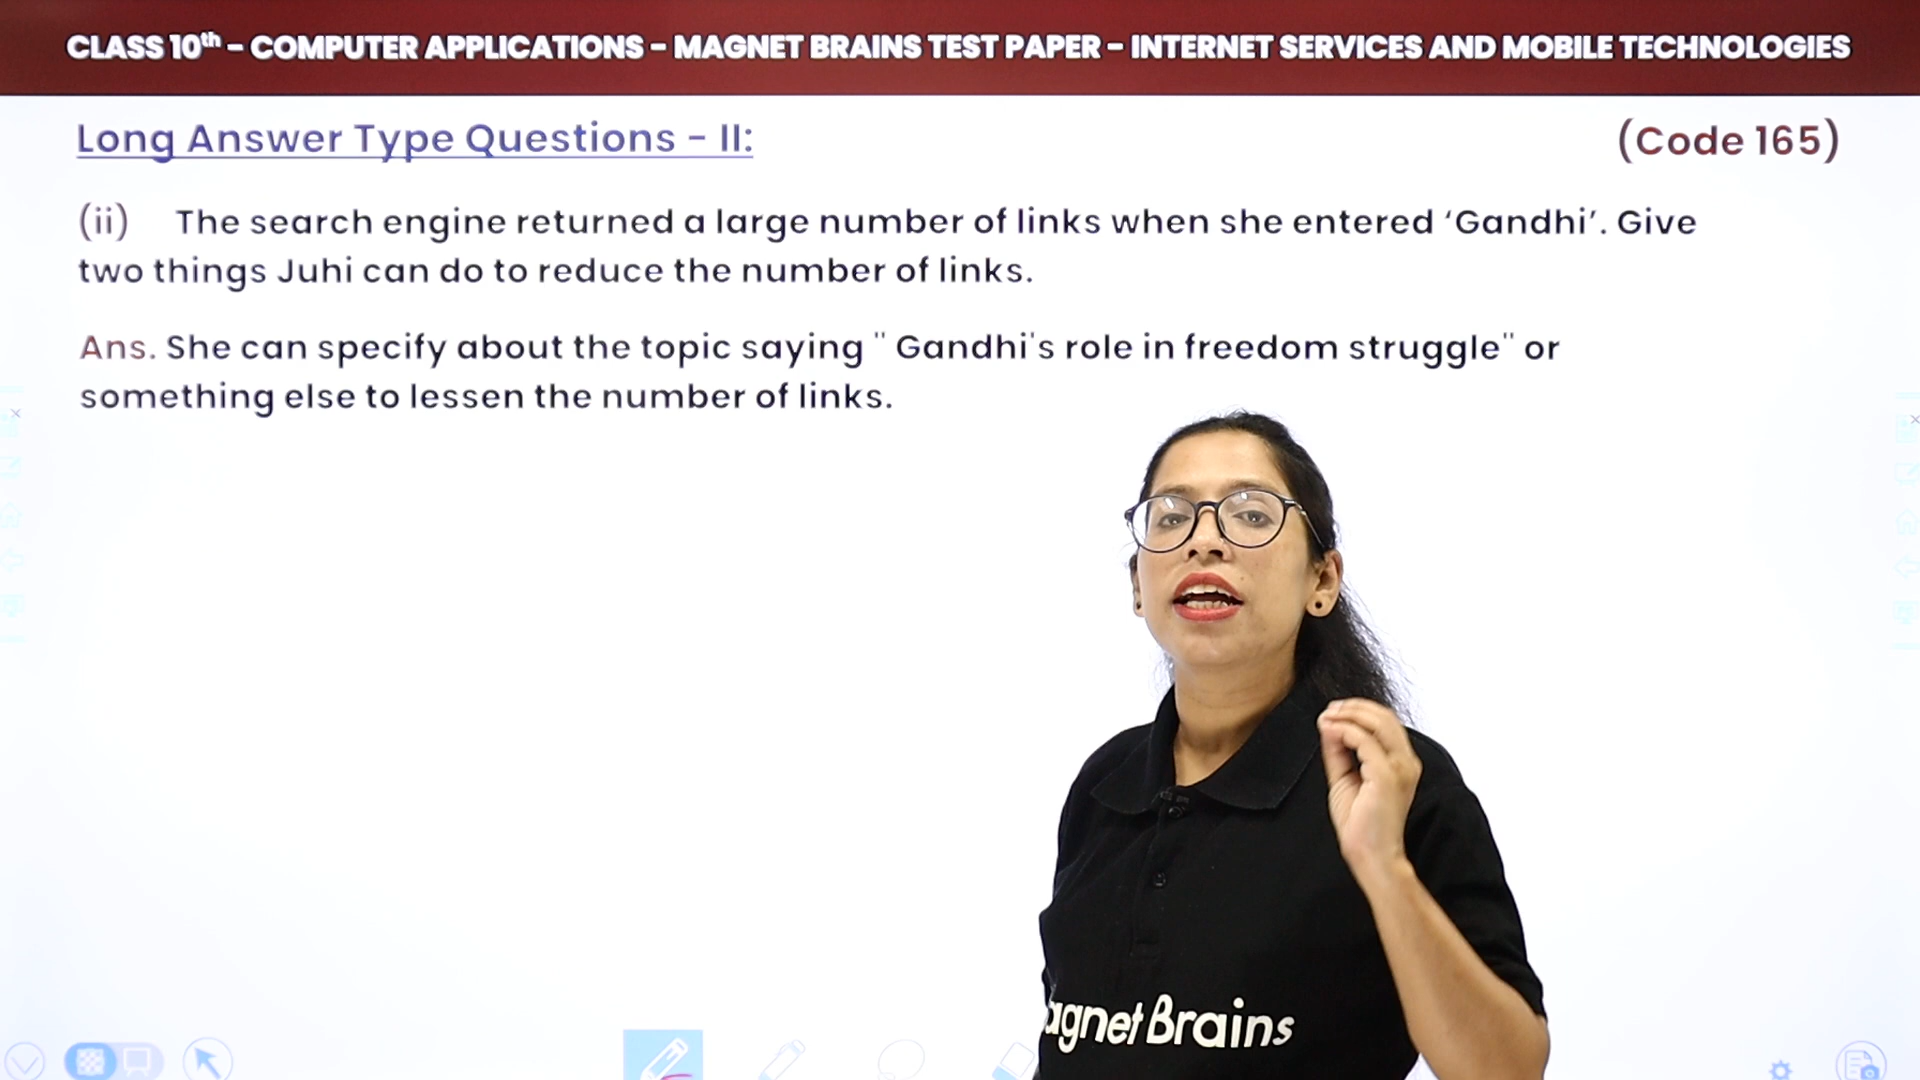 CLASS 10th – COMPUTER APPLICATIONS – MAGNET BRAINS TEST PAPER – INTERNET SERVICES AND MOBILE TECHNOLOGIES
Long Answer Type Questions – II:
(Code 165)
(ii) The search engine returned a large number of links when she entered ‘Gandhi’. Give
two things Juhi can do to reduce the number of links.
Ans. She can specify about the topic saying " Gandhi's role in freedom struggle" or
something else to lessen the number of links.
agnet Brains